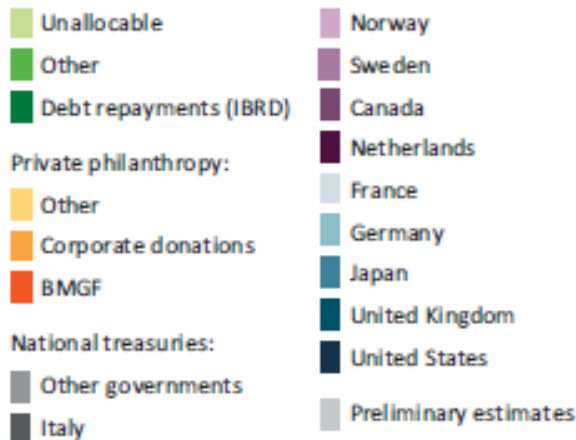 Unallocable
Other
Debt repayments (IBRD)
Private philanthropy:
Other
Corporate donations
BMGF
National treasuries:
Other governments
Italy
Norway
Sweden
Canada
Netherlands
France
Germany
Japan
United Kingdom
United States
Preliminary estimates